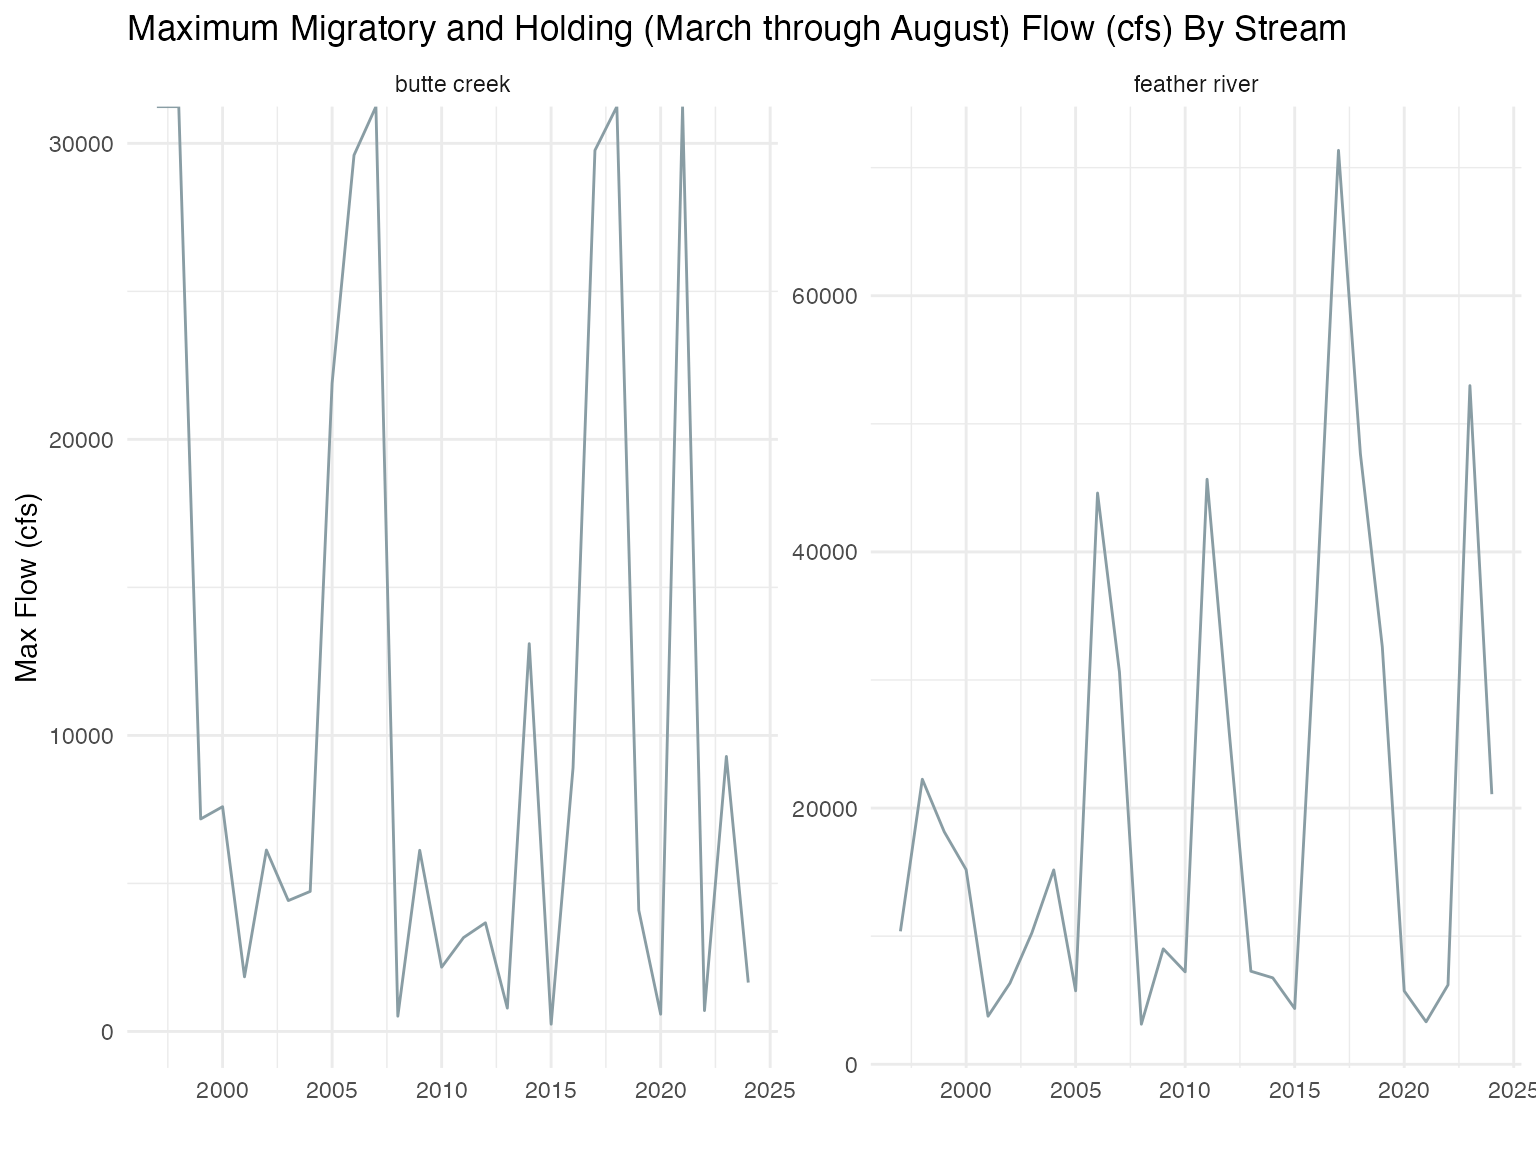 Maximum Migratory and Holding (March through August) Flow (cfs) By Stream
butte creek
feather river
Max Flow (cfs)
30000
20000
10000
0
60000
40000
20000
0
2000 2005 2010 2015 2020 2025
2000 2005 2010 2015 2020 2025